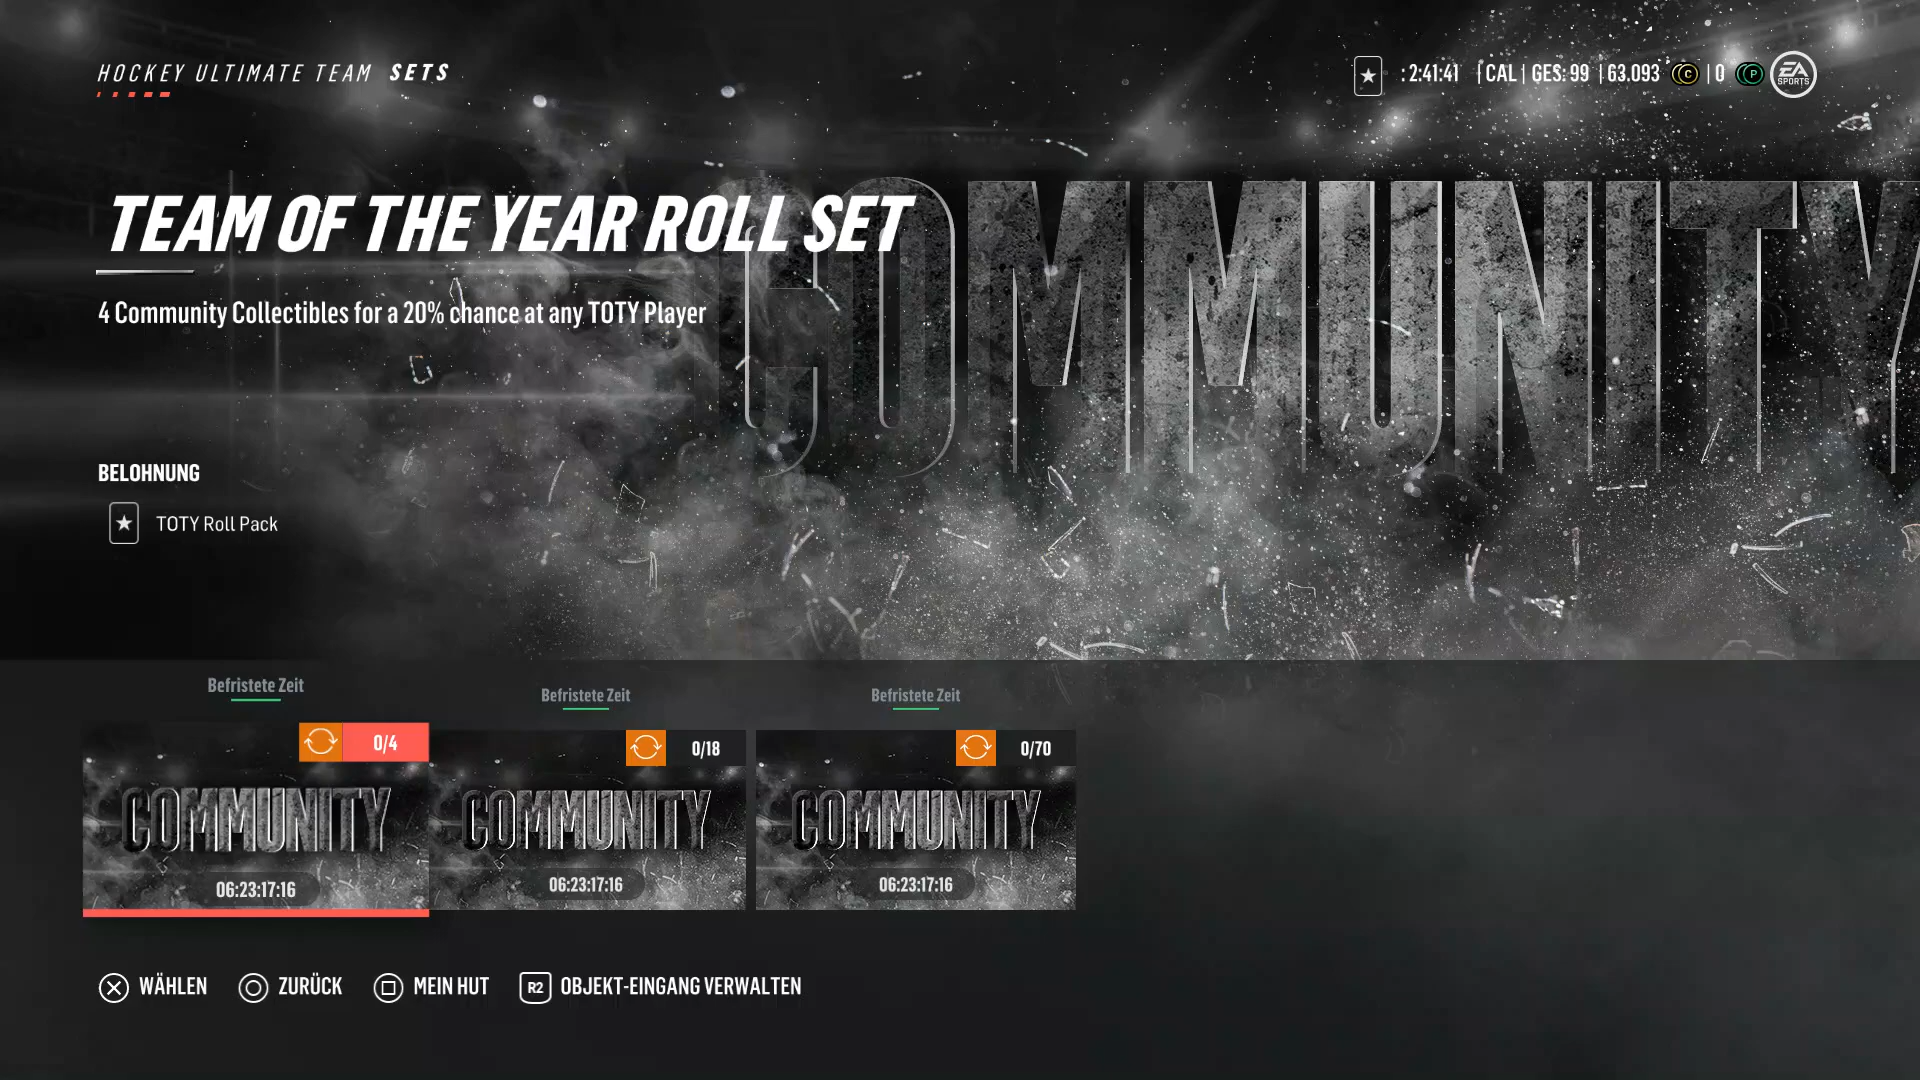 HOCKEY ULTIMATE TEAM SETS
: 2:41:41 | CAL | GES: 99 | 63.093 C | 0 P EA SPORTS
COMMUNITY
TEAM OF THE YEAR ROLL SET
4 Community Collectibles for a 20% chance at any TOTY Player
BELOHNUNG
TOTY Roll Pack
Befristete Zeit
0/4
COMMUNITY
06:23:17:16
Befristete Zeit
0/18
COMMUNITY
06:23:17:16
Befristete Zeit
0/70
COMMUNITY
06:23:17:16
WÄHLEN ZURÜCK MEIN HUT R2 OBJEKT-EINGANG VERWALTEN